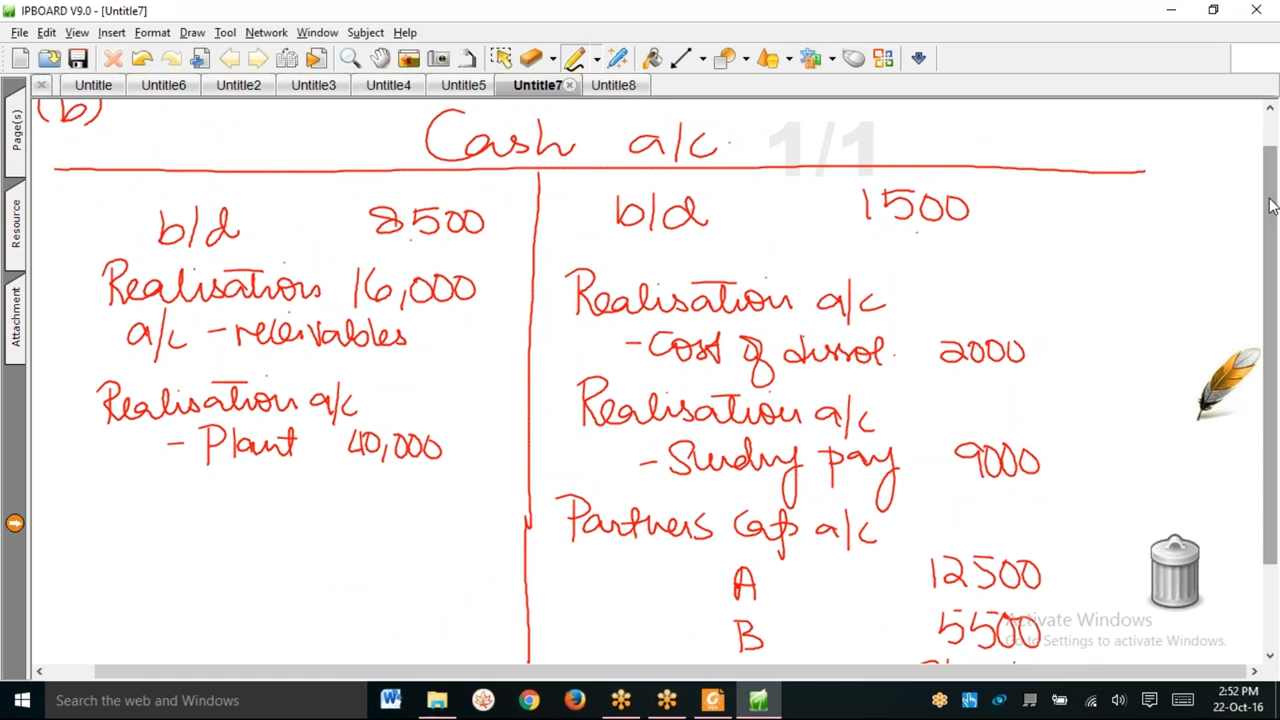 IPBOARD V9.0 - [Untitle7]
File Edit View Insert Format Draw Tool Network Window Subject Help
Untitle Untitle6 Untitle2 Untitle3 Untitle4 Untitle5 Untitle7 Untitle8
Page(s)
Resource
Attachment
(b)
Cash a/c.
1/1
b/d 8500
Realisation 16,000
a/c - receivables
Realisation a/c
- Plant 40,000
b/d 1500
Realisation a/c
- Cost of dissol. 2000
Realisation a/c
- Sundry pay 9000
Partners cap a/c
A 12500
B 5500
Activate Windows
Go to Settings to activate Windows.
Search the web and Windows
2:52 PM
22-Oct-16